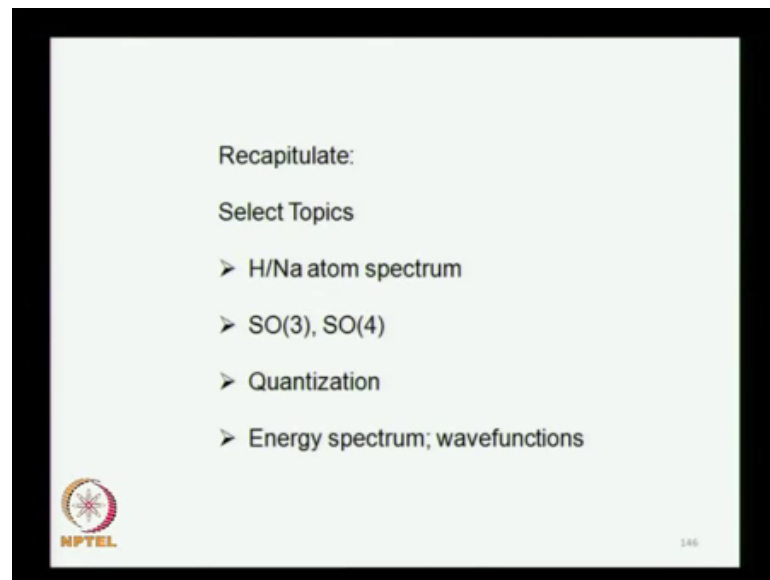 Recapitulate:
Select Topics
➢ H/Na atom spectrum
➢ SO(3), SO(4)
➢ Quantization
➢ Energy spectrum; wavefunctions
NPTEL
146